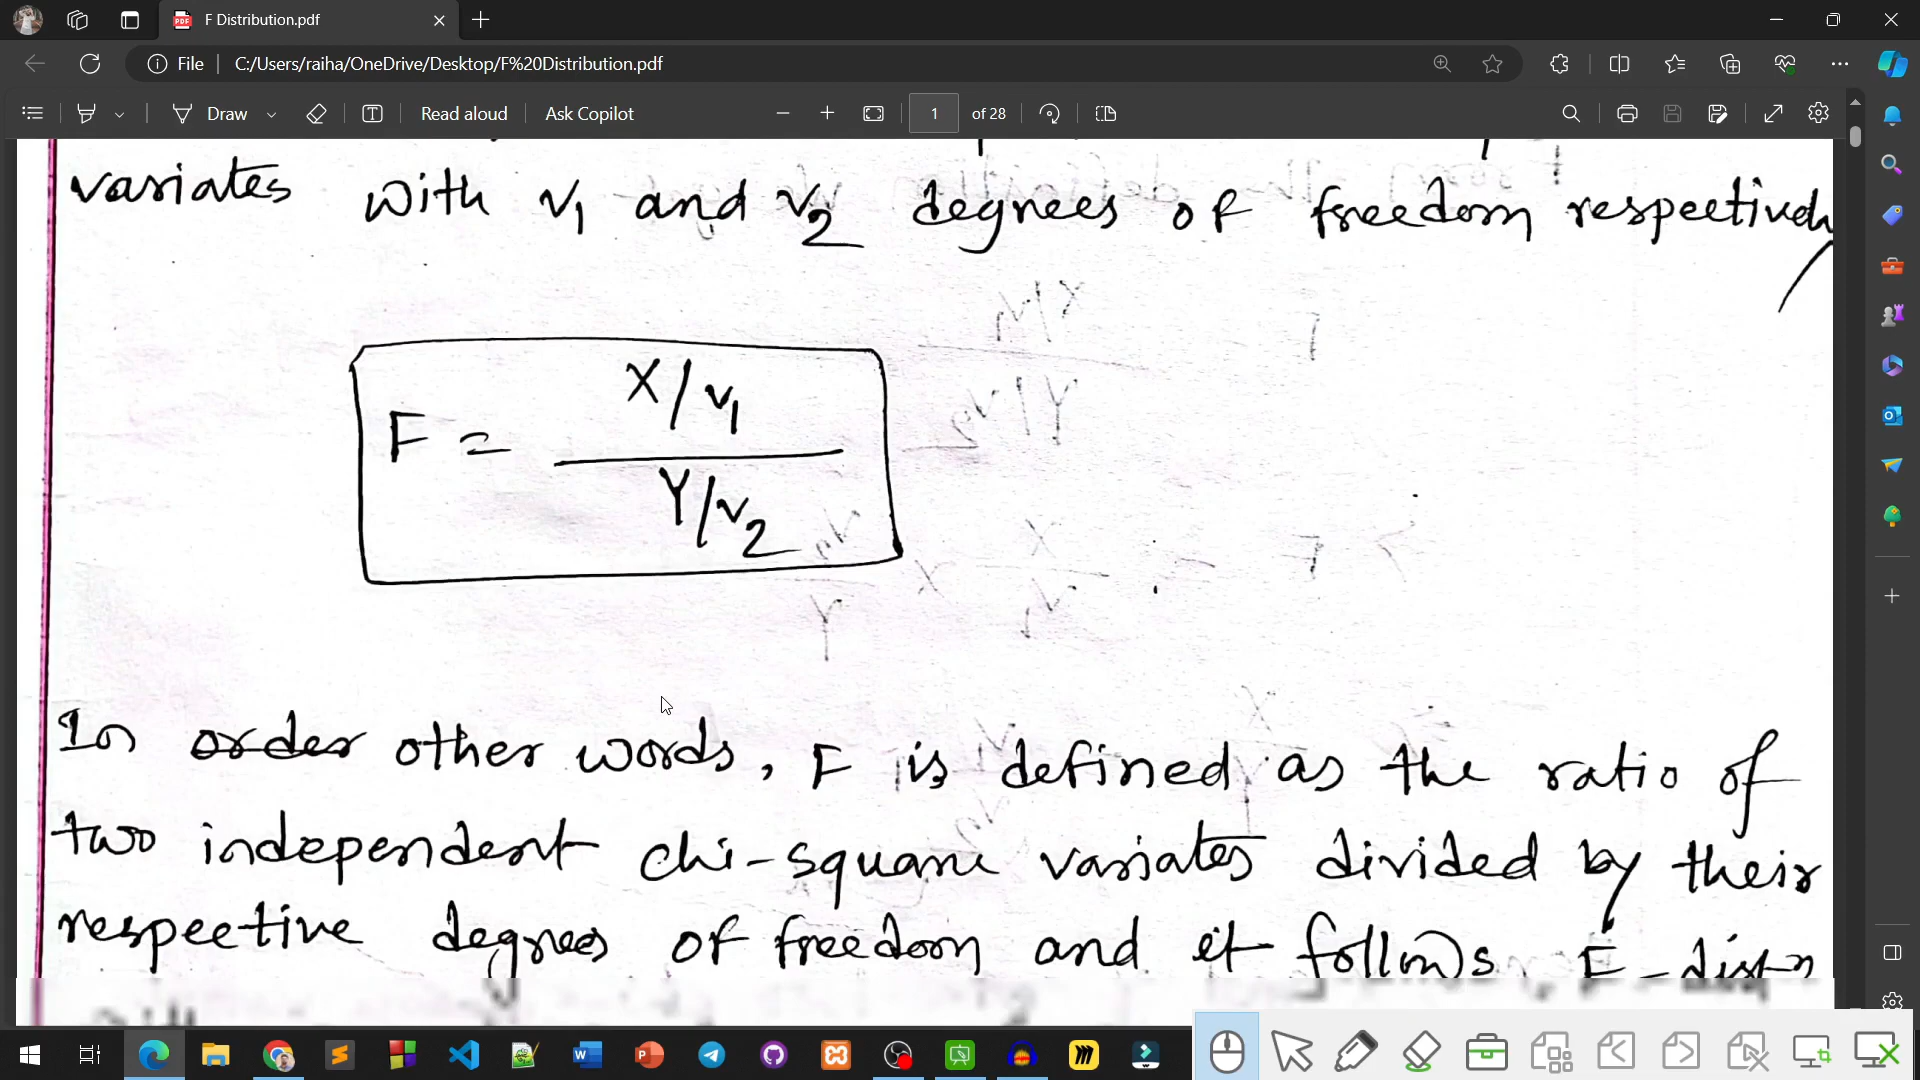 F Distribution.pdf
File
C:/Users/raiha/OneDrive/Desktop/F%20Distribution.pdf
Draw
Read aloud
Ask Copilot
1
of 28
variates with v1 and v2 degrees of freedom respectively
F = X/v1
Y/v2
In order other words, F is defined as the ratio of
two independent chi-square variates divided by their
respective degrees of freedom and it follows F-distn